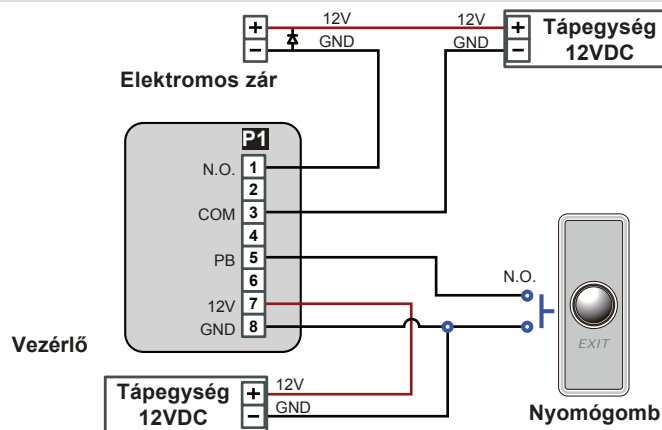 + 12V 12V + Tápegység
− GND GND − 12VDC
Elektromos zár
P1
N.O. 1
2
COM 3
4
PB 5
6
12V 7
GND 8
N.O.
EXIT
Vezérlő
Nyomógomb
Tápegység + 12V
12VDC − GND